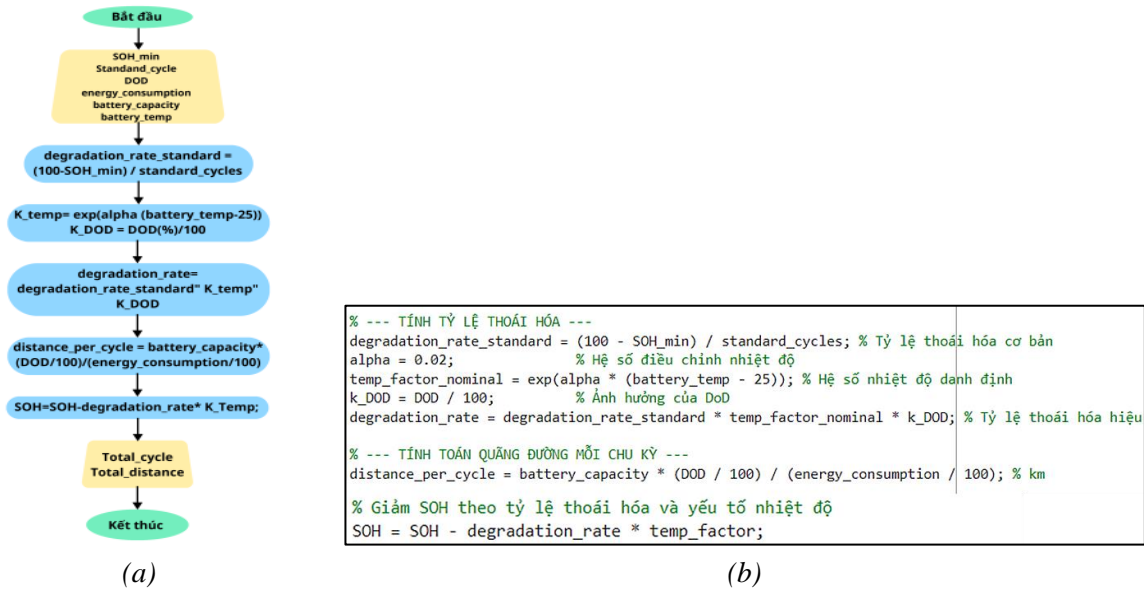 Bắt đầu
SOH_min
Standand_cycle
DOD
energy_consumption
battery_capacity
battery_temp
degradation_rate_standard =
(100-SOH_min) / standard_cycles
K_temp= exp(alpha (battery_temp-25))
K_DOD = DOD(%)/100
degradation_rate=
degradation_rate_standard" K_temp"
K_DOD
distance_per_cycle = battery_capacity*
(DOD/100)/(energy_consumption/100)
SOH=SOH-degradation_rate* K_Temp;
Total_cycle
Total_distance
Kết thúc
(a)
% --- TÍNH TỶ LỆ THOÁI HÓA ---
degradation_rate_standard = (100 - SOH_min) / standard_cycles; % Tỷ lệ thoái hóa cơ bản
alpha = 0.02; % Hệ số điều chỉnh nhiệt độ
temp_factor_nominal = exp(alpha * (battery_temp - 25)); % Hệ số nhiệt độ danh định
k_DOD = DOD / 100; % Ảnh hưởng của DoD
degradation_rate = degradation_rate_standard * temp_factor_nominal * k_DOD; % Tỷ lệ thoái hóa hiệu
% --- TÍNH TOÁN QUÃNG ĐƯỜNG MỖI CHU KỲ ---
distance_per_cycle = battery_capacity * (DOD / 100) / (energy_consumption / 100); % km
% Giảm SOH theo tỷ lệ thoái hóa và yếu tố nhiệt độ
SOH = SOH - degradation_rate * temp_factor;
(b)